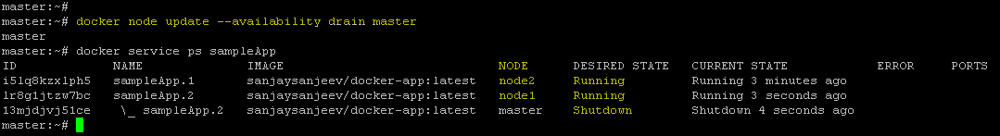 master:~#
master:~# docker node update --availability drain master
master
master:~# docker service ps sampleApp
ID NAME IMAGE NODE DESIRED STATE CURRENT STATE ERROR PORTS
i5lq8kzxlph5 sampleApp.1 sanjaysanjeev/docker-app:latest node2 Running Running 3 minutes ago
lr8g1jtzw7bc sampleApp.2 sanjaysanjeev/docker-app:latest node1 Running Running 3 seconds ago
13mjdjvj51ce \_ sampleApp.2 sanjaysanjeev/docker-app:latest master Shutdown Shutdown 4 seconds ago
master:~#